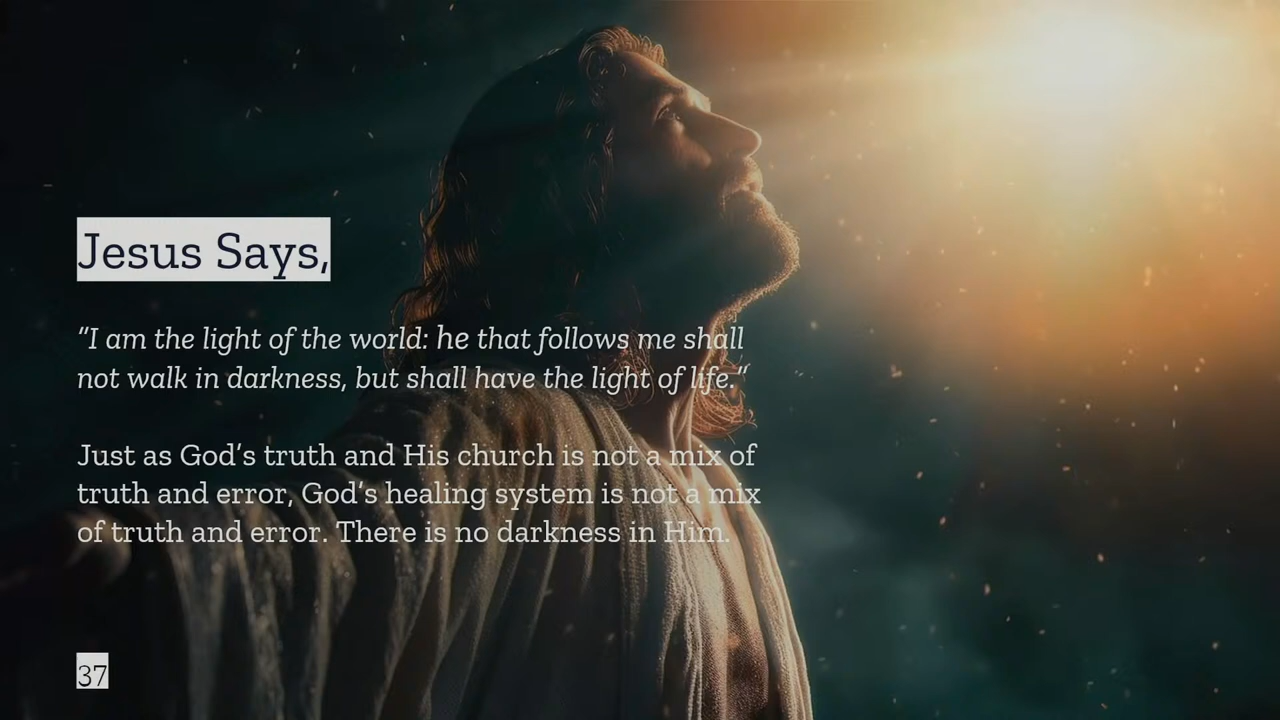 Jesus Says,
“I am the light of the world: he that follows me shall
not walk in darkness, but shall have the light of life.”
Just as God’s truth and His church is not a mix of
truth and error, God’s healing system is not a mix
of truth and error. There is no darkness in Him.
37